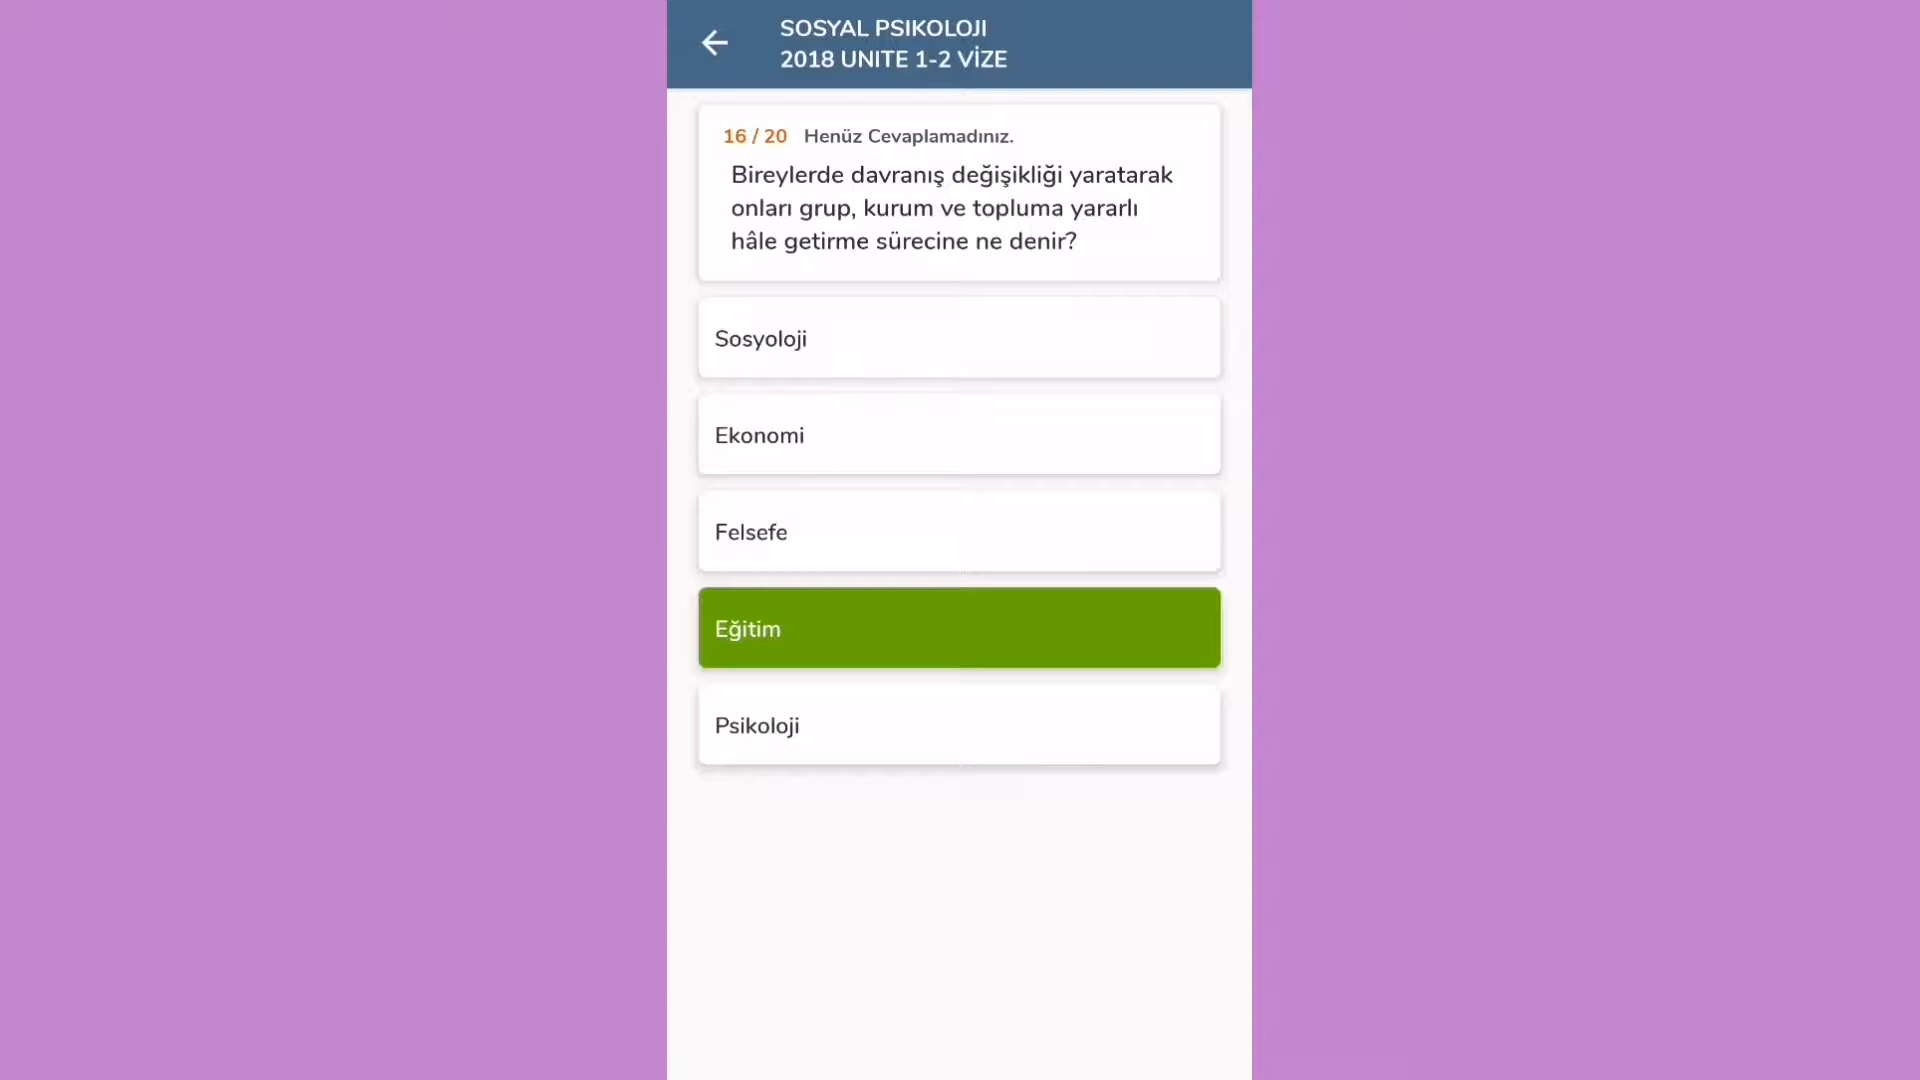 SOSYAL PSIKOLOJI
2018 UNITE 1-2 VİZE
16 / 20 Henüz Cevaplamadınız.
Bireylerde davranış değişikliği yaratarak
onları grup, kurum ve topluma yararlı
hâle getirme sürecine ne denir?
Sosyoloji
Ekonomi
Felsefe
Eğitim
Psikoloji